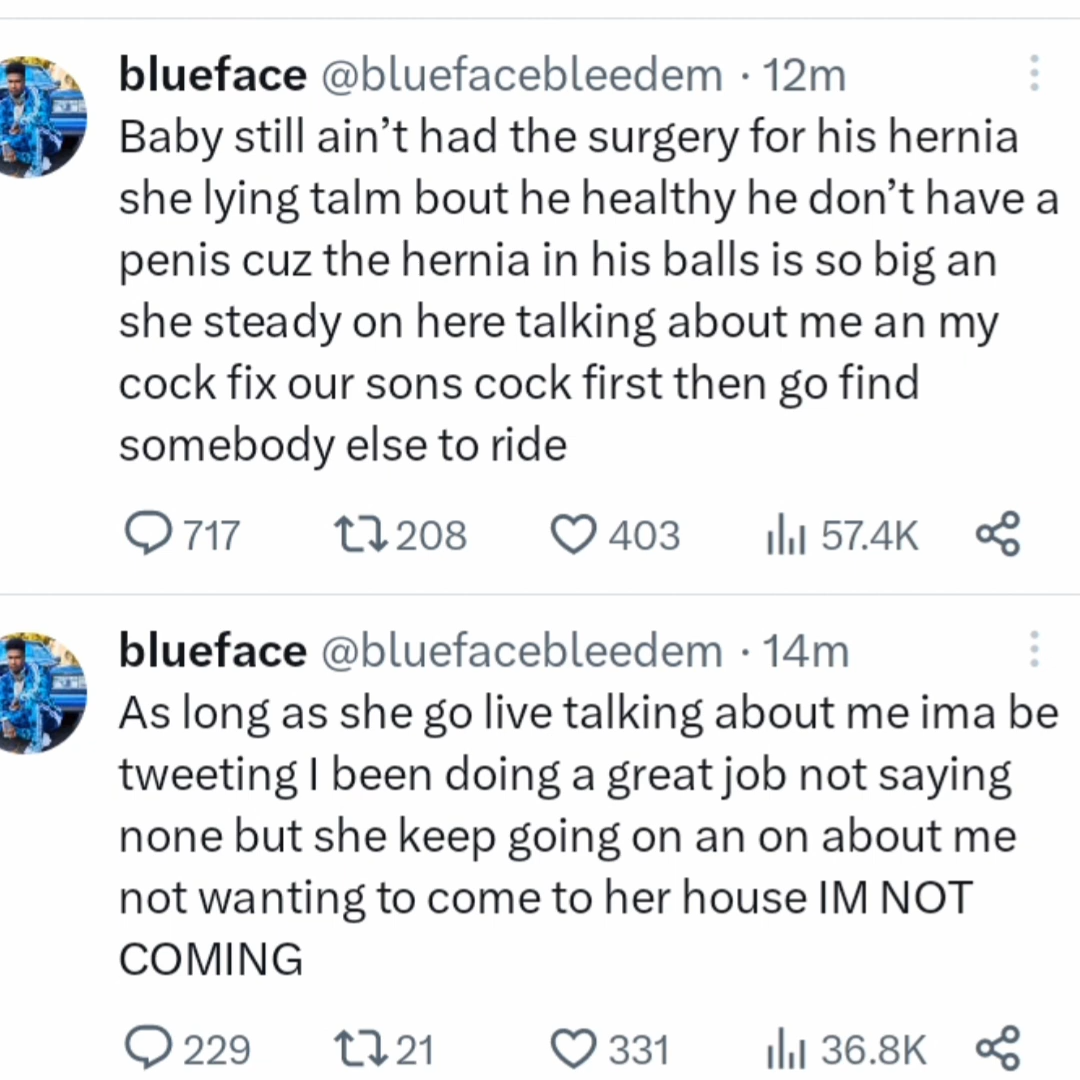 blueface @bluefacebleedem · 12m
Baby still ain’t had the surgery for his hernia
she lying talm bout he healthy he don’t have a
penis cuz the hernia in his balls is so big an
she steady on here talking about me an my
cock fix our sons cock first then go find
somebody else to ride
717 208 403 57.4K
blueface @bluefacebleedem · 14m
As long as she go live talking about me ima be
tweeting I been doing a great job not saying
none but she keep going on an on about me
not wanting to come to her house IM NOT
COMING
229 21 331 36.8K